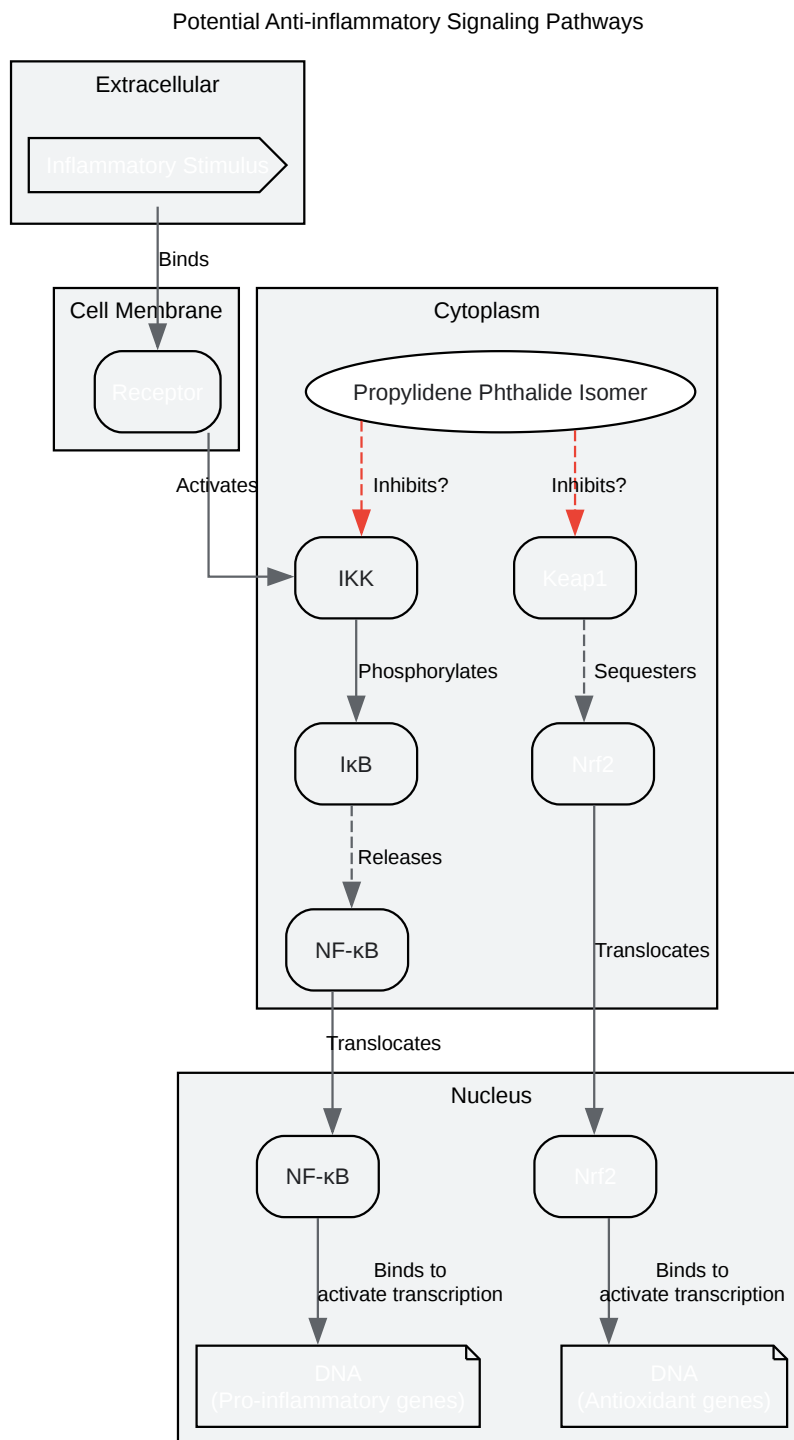 Potential Anti-inflammatory Signaling Pathways
Extracellular
Inflammatory Stimulus
Binds
Cell Membrane
Receptor
Activates
Cytoplasm
Propylidene Phthalide Isomer
Inhibits?
Inhibits?
IKK
Keap1
Phosphorylates
Sequesters
IκB
Nrf2
Releases
NF-κB
Translocates
Translocates
Nucleus
NF-κB
Nrf2
Binds to
activate transcription
Binds to
activate transcription
DNA
(Pro-inflammatory genes)
DNA
(Antioxidant genes)